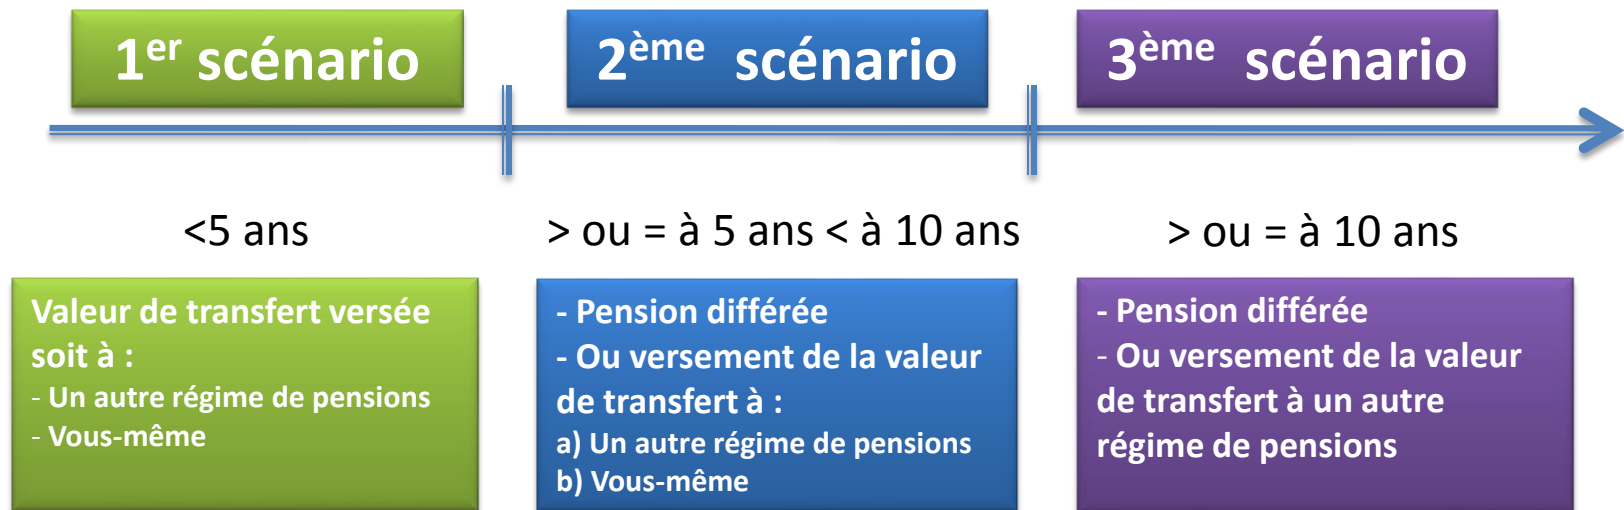 1er scénario
2ème scénario
3ème scénario
<5 ans
> ou = à 5 ans < à 10 ans
> ou = à 10 ans
Valeur de transfert versée
soit à :
- Un autre régime de pensions
- Vous-même
- Pension différée
- Ou versement de la valeur
de transfert à :
a) Un autre régime de pensions
b) Vous-même
- Pension différée
- Ou versement de la valeur
de transfert à un autre
régime de pensions